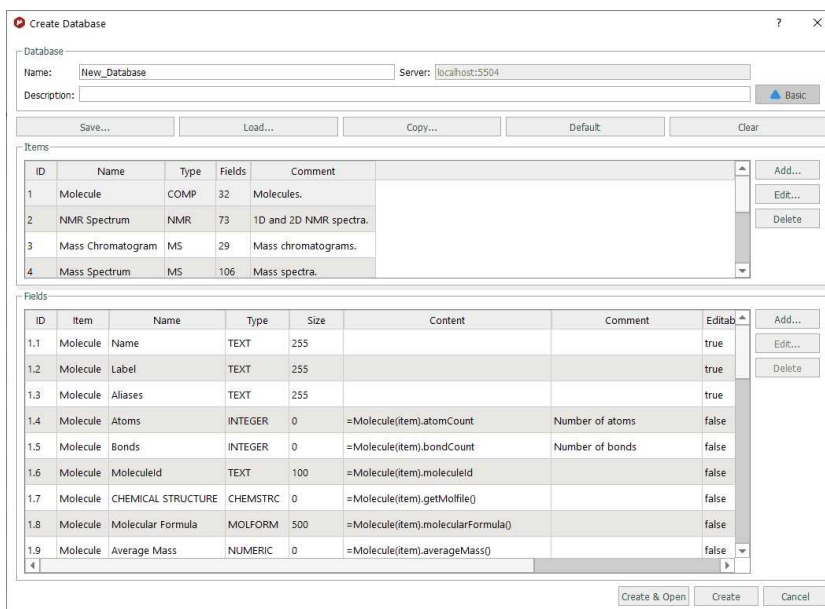 Create Database ? ×
Database
Name: New_Database Server: localhost:5504
Description: Basic
Save... Load... Copy... Default Clear
Items
ID Name Type Fields Comment Add...
1 Molecule COMP 32 Molecules. Edit...
2 NMR Spectrum NMR 73 1D and 2D NMR spectra. Delete
3 Mass Chromatogram MS 29 Mass chromatograms.
4 Mass Spectrum MS 106 Mass spectra.
Fields
ID Item Name Type Size Content Comment Editab Add...
1.1 Molecule Name TEXT 255 true Edit...
1.2 Molecule Label TEXT 255 true Delete
1.3 Molecule Aliases TEXT 255 true
1.4 Molecule Atoms INTEGER 0 =Molecule(item).atomCount Number of atoms false
1.5 Molecule Bonds INTEGER 0 =Molecule(item).bondCount Number of bonds false
1.6 Molecule MoleculeId TEXT 100 =Molecule(item).moleculeId false
1.7 Molecule CHEMICAL STRUCTURE CHEMSTRC 0 =Molecule(item).getMolfile() false
1.8 Molecule Molecular Formula MOLFORM 500 =Molecule(item).molecularFormula() false
1.9 Molecule Average Mass NUMERIC 0 =Molecule(item).averageMass() false
Create & Open Create Cancel